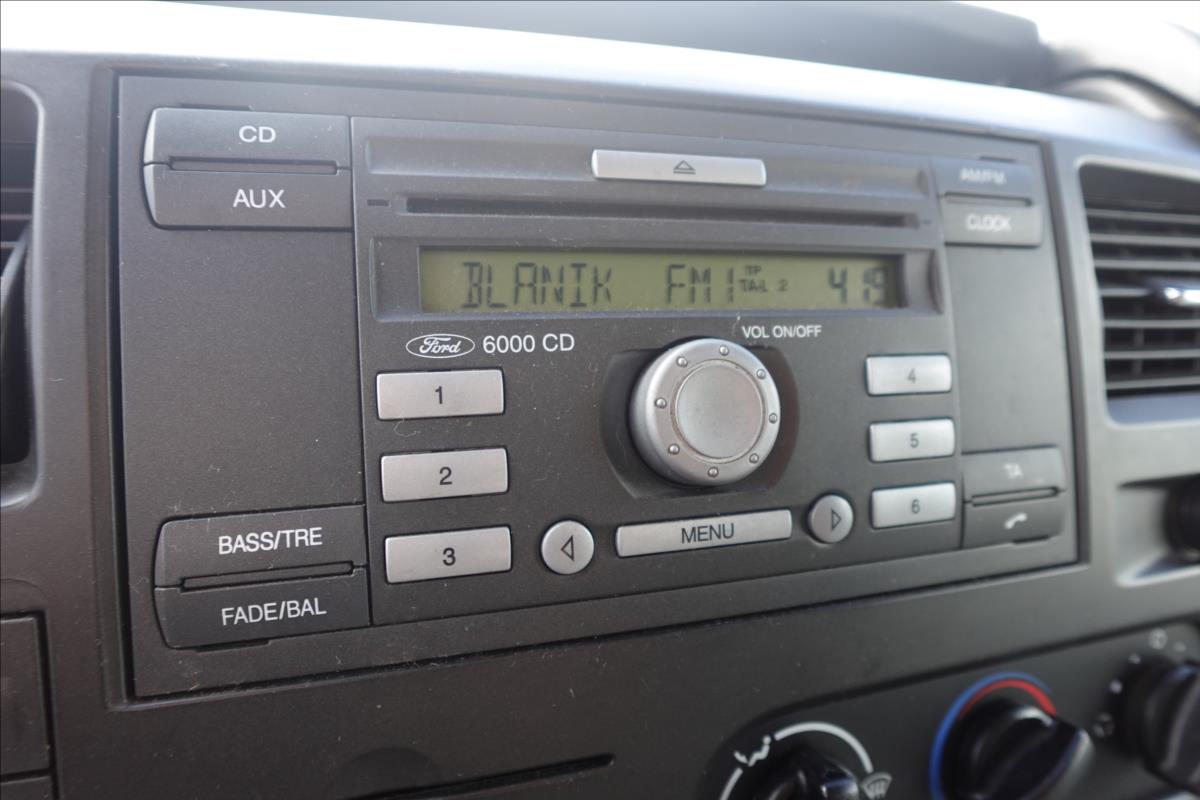 CD
AUX
AM/FM
CLOCK
BLANIK FM1 TP TA-L 2 419
Ford 6000 CD
VOL ON/OFF
1
4
2
5
3
6
MENU
TA
BASS/TRE
FADE/BAL